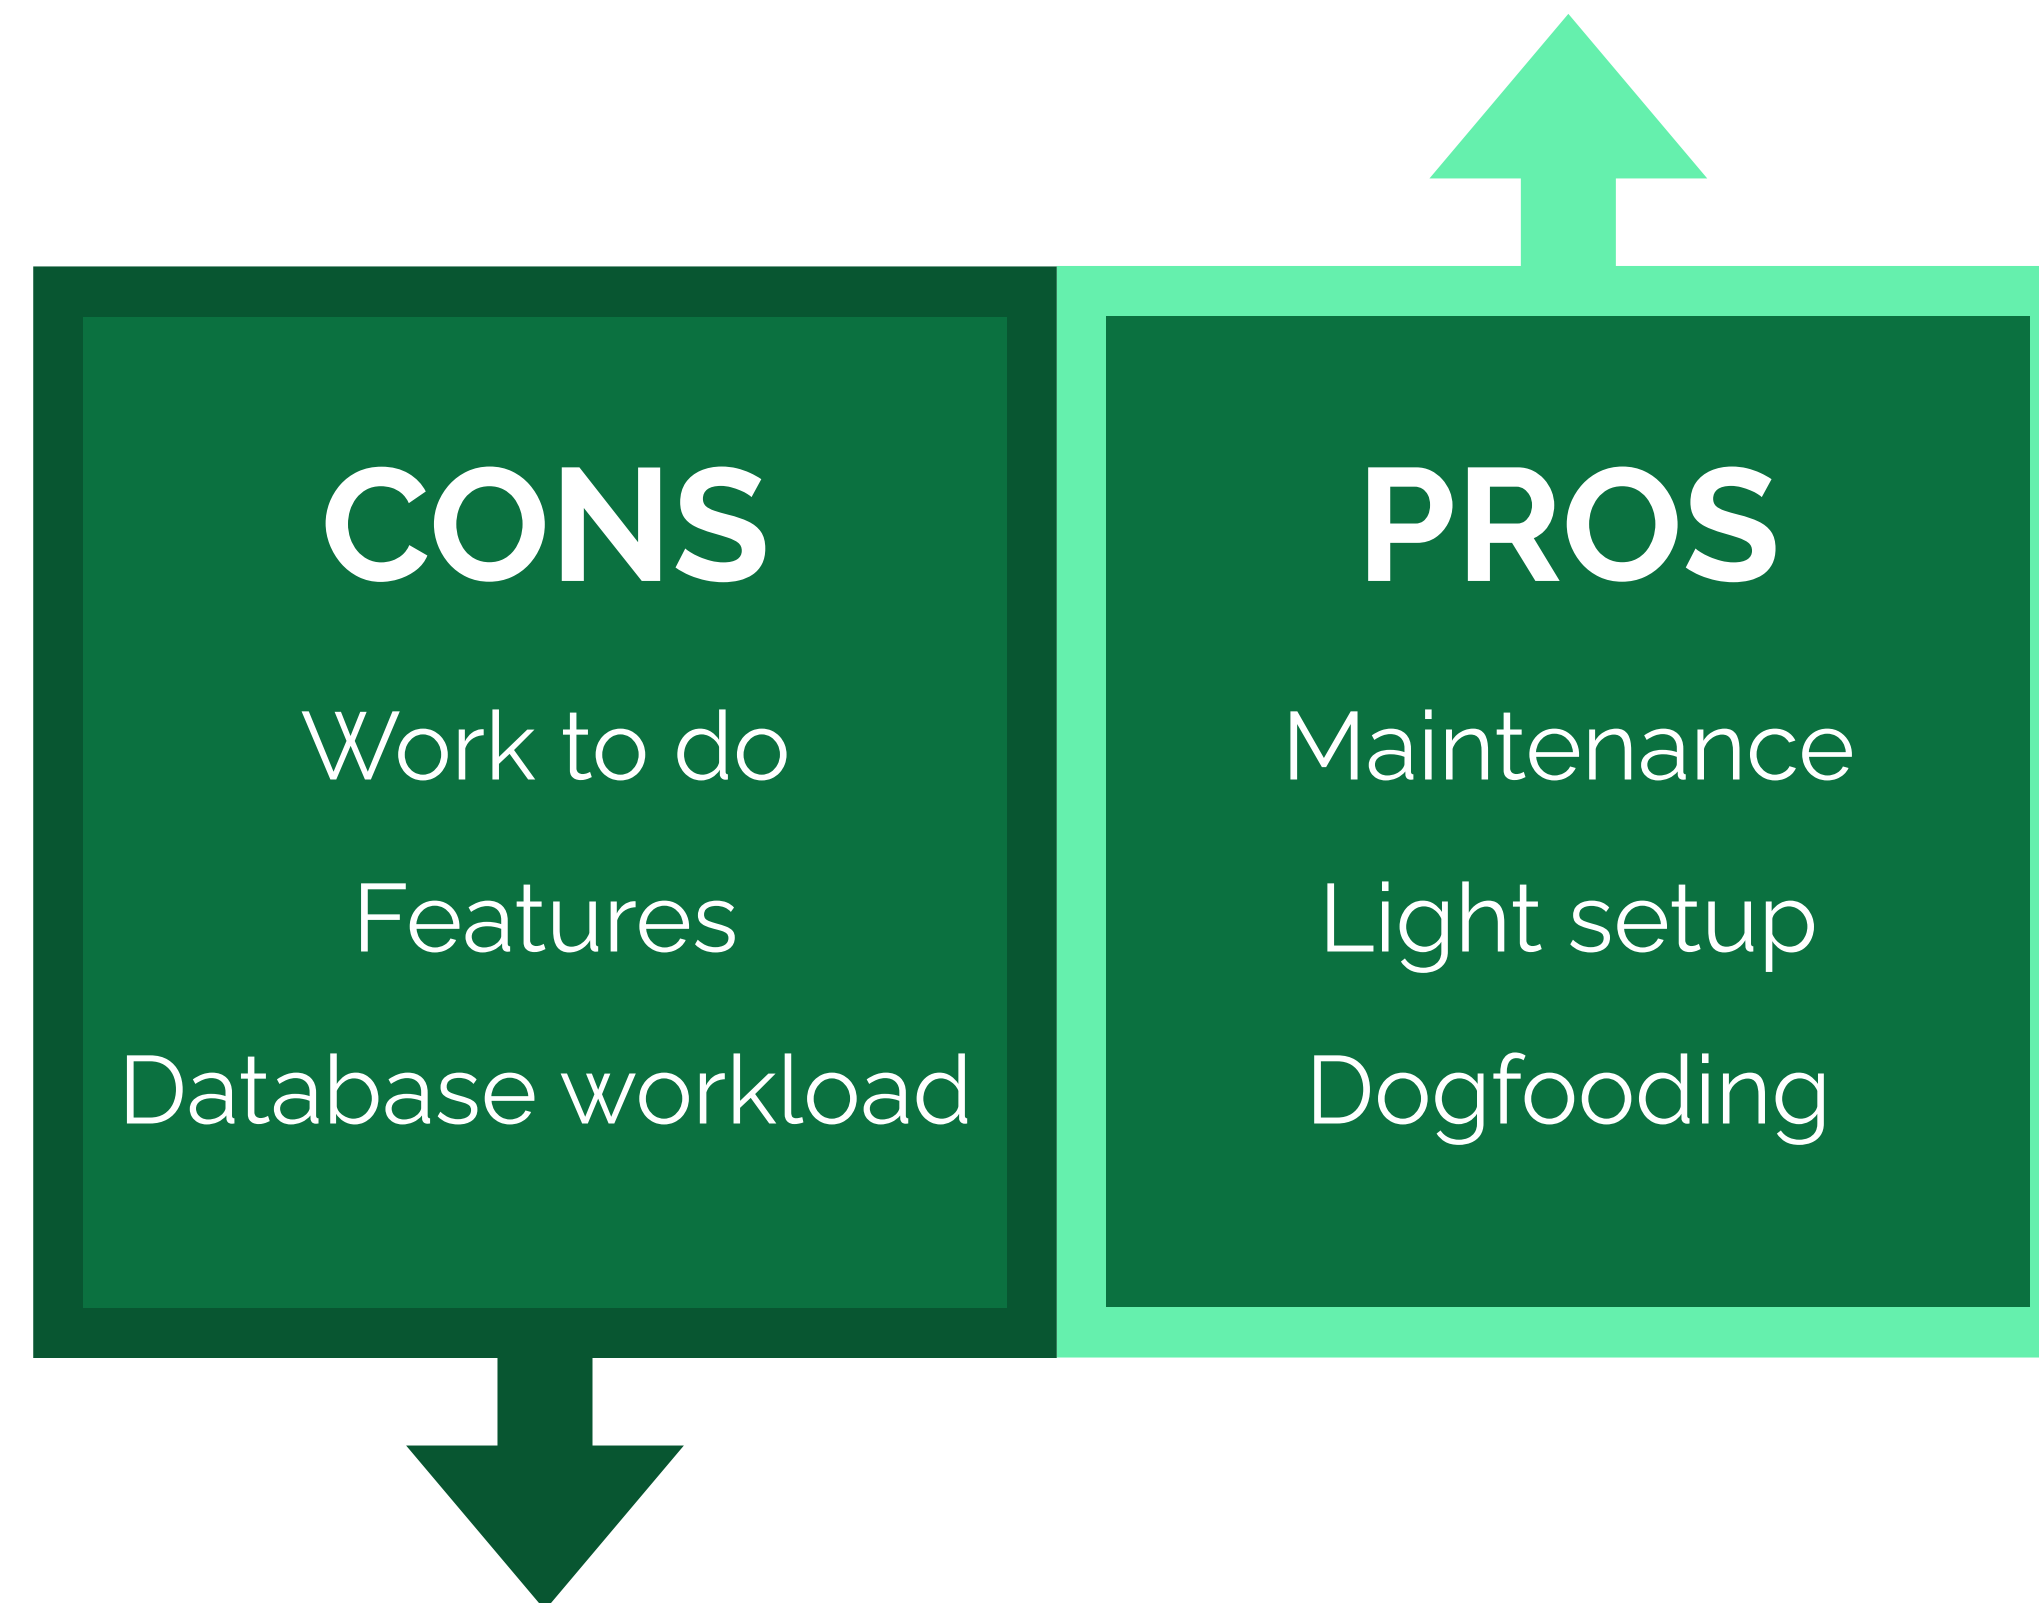 CONS
Work to do
Features
Database workload
PROS
Maintenance
Light setup
Dogfooding